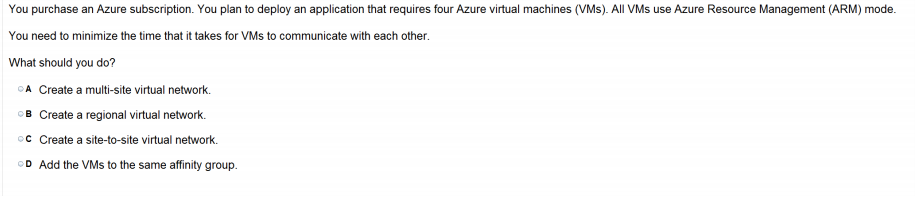 You purchase an Azure subscription. You plan to deploy an application that requires four Azure virtual machines (VMs). All VMs use Azure Resource Management (ARM) mode.
You need to minimize the time that it takes for VMs to communicate with each other.
What should you do?
A Create a multi-site virtual network.
B Create a regional virtual network.
C Create a site-to-site virtual network.
D Add the VMs to the same affinity group.